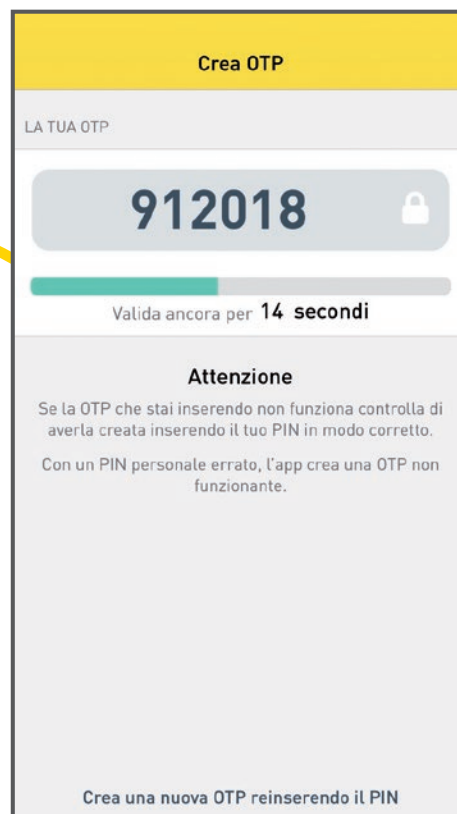 Crea OTP
LA TUA OTP
912018
Valida ancora per 14 secondi
Attenzione
Se la OTP che stai inserendo non funziona controlla di
averla creata inserendo il tuo PIN in modo corretto.
Con un PIN personale errato, l'app crea una OTP non
funzionante.
Crea una nuova OTP reinserendo il PIN